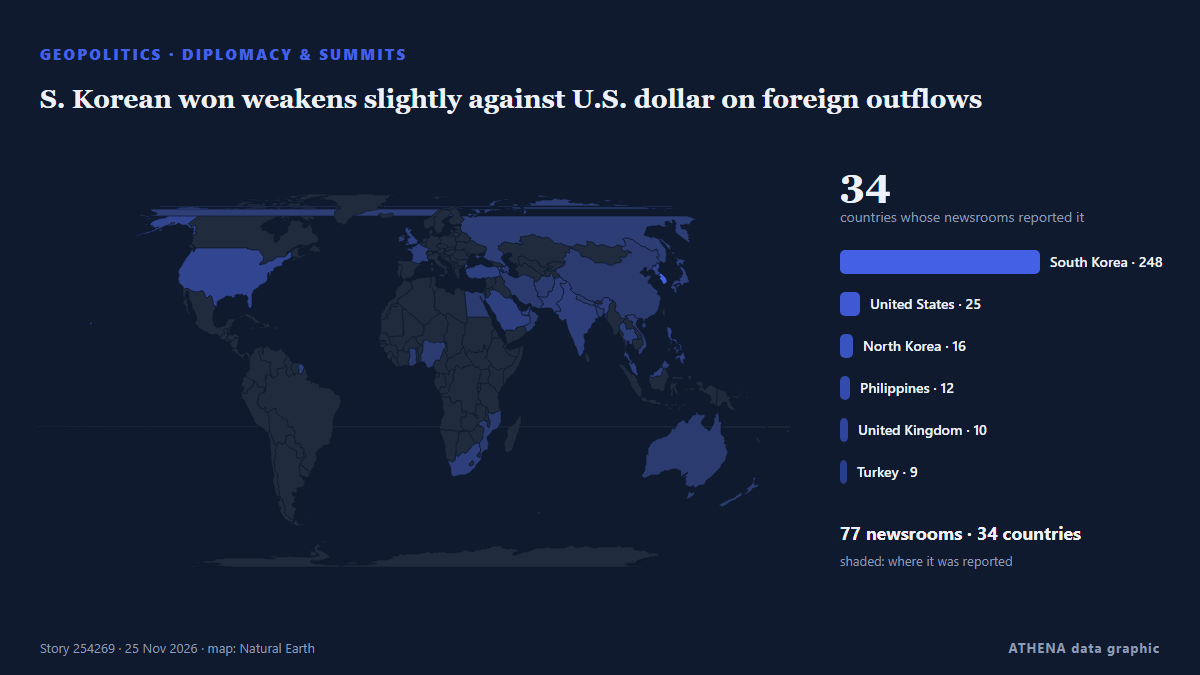 GEOPOLITICS · DIPLOMACY & SUMMITS
S. Korean won weakens slightly against U.S. dollar on foreign outflows
34
countries whose newsrooms reported it
South Korea · 248
United States · 25
North Korea · 16
Philippines · 12
United Kingdom · 10
Turkey · 9
77 newsrooms · 34 countries
shaded: where it was reported
Story 254269 · 25 Nov 2026 · map: Natural Earth
ATHENA data graphic